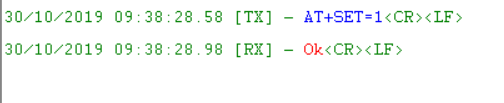 30/10/2019 09:38:28.58 [TX] – AT+SET=1<CR><LF>
30/10/2019 09:38:28.98 [RX] – Ok<CR><LF>